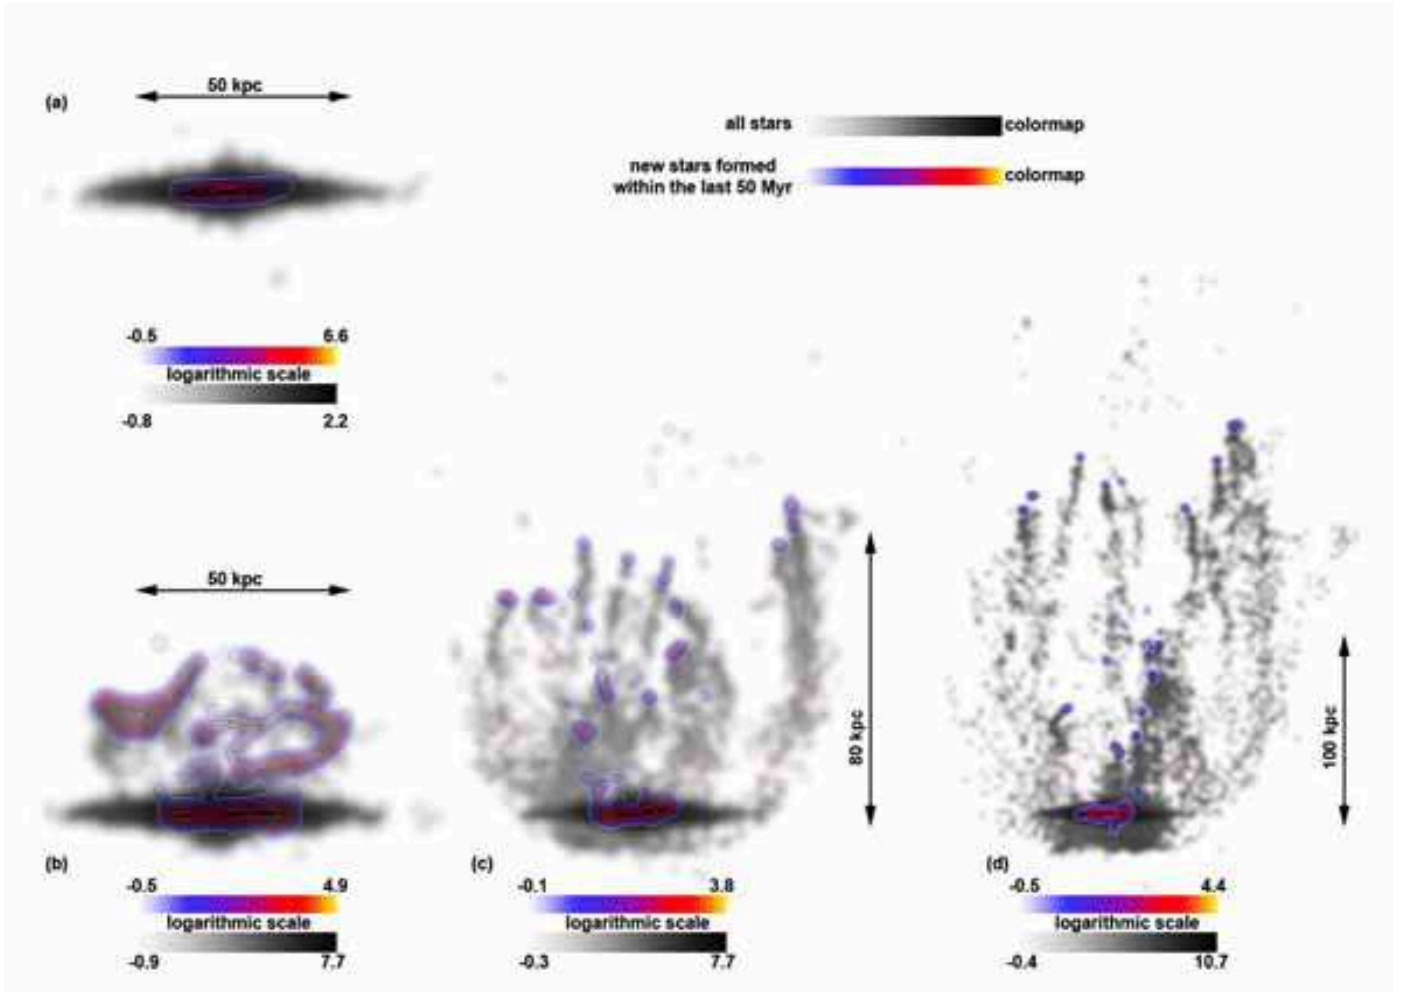 50 kpc
(a)
all stars colormap
new stars formed
within the last 50 Myr colormap
-0.5 6.6
logarithmic scale
-0.8 2.2
50 kpc
80 kpc
100 kpc
(b) (c) (d)
-0.5 4.9 -0.1 3.8 -0.5 4.4
logarithmic scale logarithmic scale logarithmic scale
-0.9 7.7 -0.3 7.7 -0.4 10.7